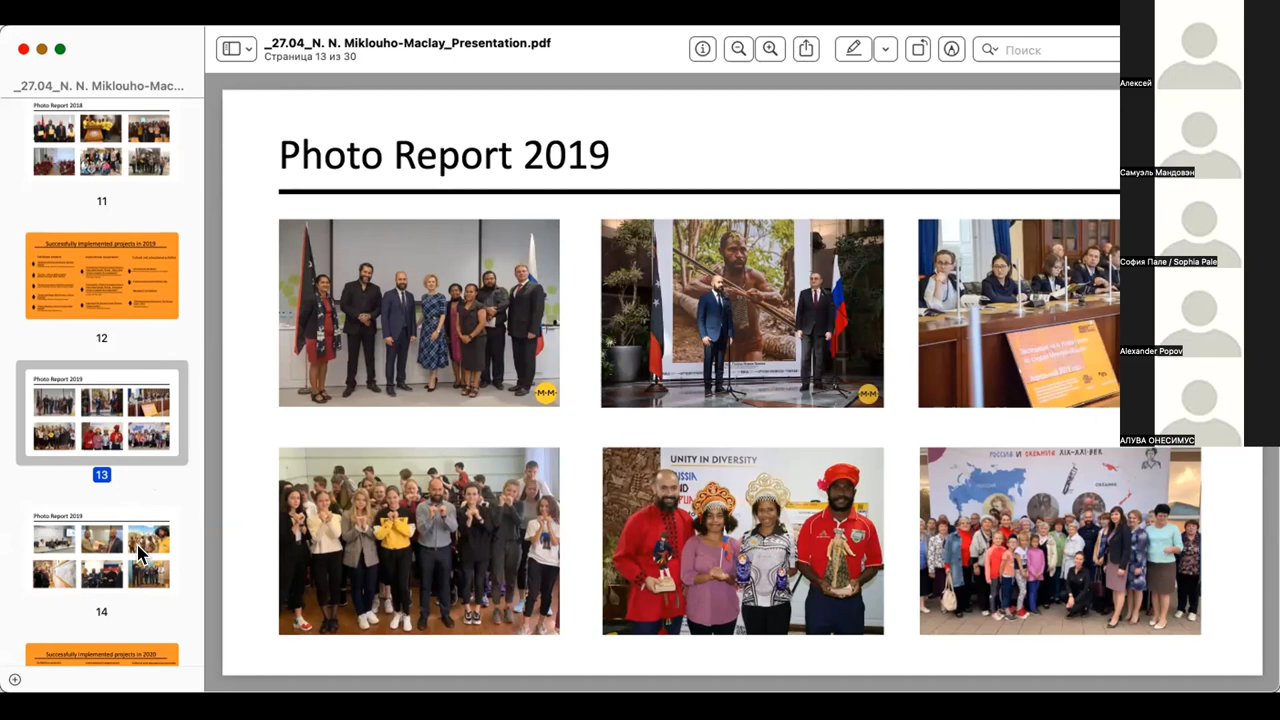 _27.04_N. N. Miklouho-Mac...
Photo Report 2018
11
Successfully implemented projects in 2019
12
Photo Report 2019
13
Photo Report 2019
14
Successfully implemented projects in 2020
_27.04_N. N. Miklouho-Maclay_Presentation.pdf
Страница 13 из 30
Поиск
Photo Report 2019
M-M
M-M
UNITY IN DIVERSITY
РОССИЯ И ОКЕАНИЯ XIX-XXI ВЕК
Алексей
Самуэль Мандовэн
София Пале / Sophia Pale
Alexander Popov
АЛУВА ОНЕСИМУС